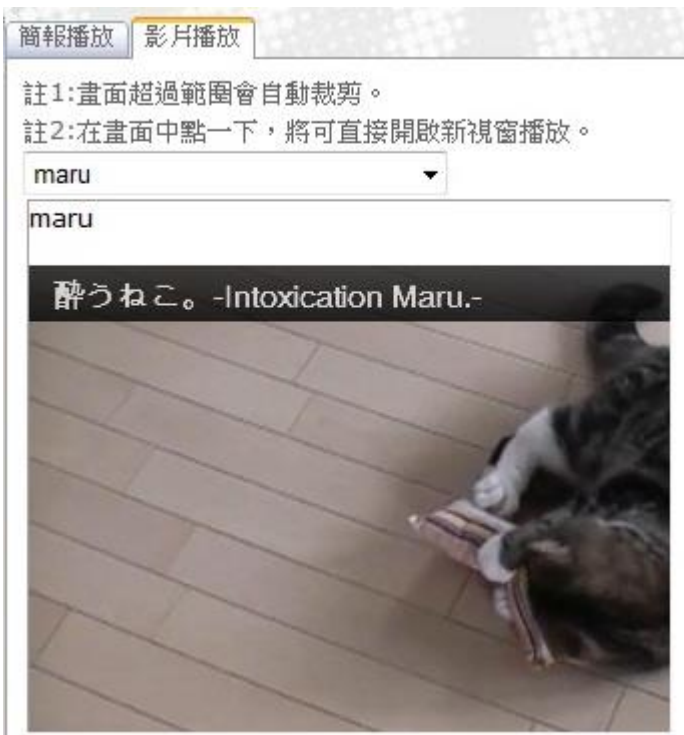 簡報播放
影片播放
註1:畫面超過範圍會自動裁剪。
註2:在畫面中點一下，將可直接開啟新視窗播放。
maru
maru
酔うねこ。-Intoxication Maru.-